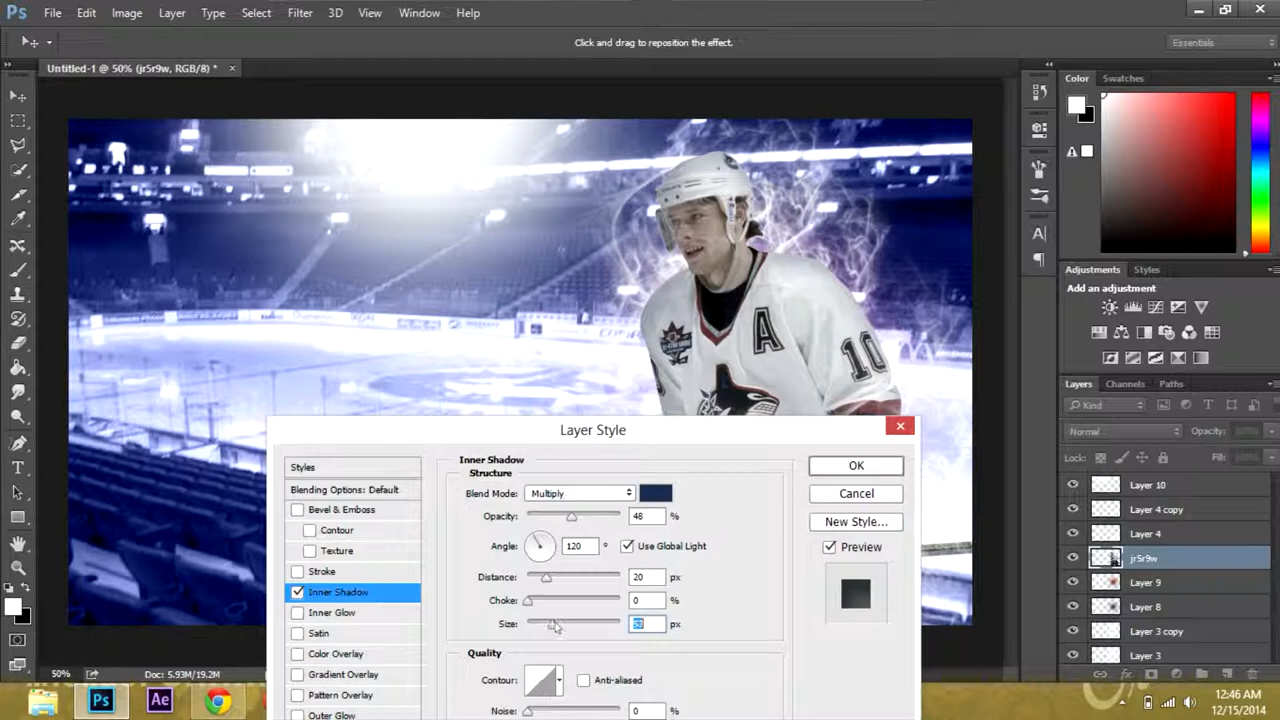 Ps File Edit Image Layer Type Select Filter 3D View Window Help
Click and drag to reposition the effect.
Essentials
Untitled-1 @ 50% (jr5r9w, RGB/8) * ×
Color Swatches
Adjustments Styles
Add an adjustment
A
10
Layers Channels Paths
Kind
Normal Opacity:
Lock: Fill:
Layer 10
Layer 4 copy
Layer 4
jr5r9w
Layer 9
Layer 8
Layer 3 copy
Layer 3
Layer Style
Styles
Blending Options: Default
Bevel & Emboss
Contour
Texture
Stroke
Inner Shadow
Inner Glow
Satin
Color Overlay
Gradient Overlay
Pattern Overlay
Outer Glow
Inner Shadow
Structure
Blend Mode: Multiply
Opacity: 48 %
Angle: 120 ° Use Global Light
Distance: 20 px
Choke: 0 %
Size: 53 px
Quality
Contour: Anti-aliased
Noise: 0 %
OK
Cancel
New Style...
Preview
50% Doc: 5.93M/19.2M
Ps Ae
12:46 AM
12/15/2014